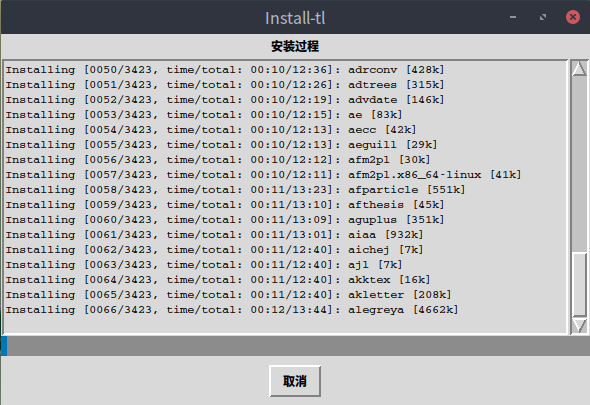 Install-tl
安装过程
Installing [0050/3423, time/total: 00:10/12:36]: adrconv [428k]
Installing [0051/3423, time/total: 00:10/12:26]: adtrees [315k]
Installing [0052/3423, time/total: 00:10/12:19]: advdate [146k]
Installing [0053/3423, time/total: 00:10/12:15]: ae [83k]
Installing [0054/3423, time/total: 00:10/12:13]: aecc [42k]
Installing [0055/3423, time/total: 00:10/12:13]: aeguill [29k]
Installing [0056/3423, time/total: 00:10/12:12]: afm2pl [30k]
Installing [0057/3423, time/total: 00:10/12:11]: afm2pl.x86_64-linux [41k]
Installing [0058/3423, time/total: 00:11/13:23]: afparticle [551k]
Installing [0059/3423, time/total: 00:11/13:10]: afthesis [45k]
Installing [0060/3423, time/total: 00:11/13:09]: aguplus [351k]
Installing [0061/3423, time/total: 00:11/13:01]: aiaa [932k]
Installing [0062/3423, time/total: 00:11/12:40]: aichej [7k]
Installing [0063/3423, time/total: 00:11/12:40]: ajl [7k]
Installing [0064/3423, time/total: 00:11/12:40]: akktex [16k]
Installing [0065/3423, time/total: 00:11/12:40]: akletter [208k]
Installing [0066/3423, time/total: 00:12/13:44]: alegreya [4662k]
取消